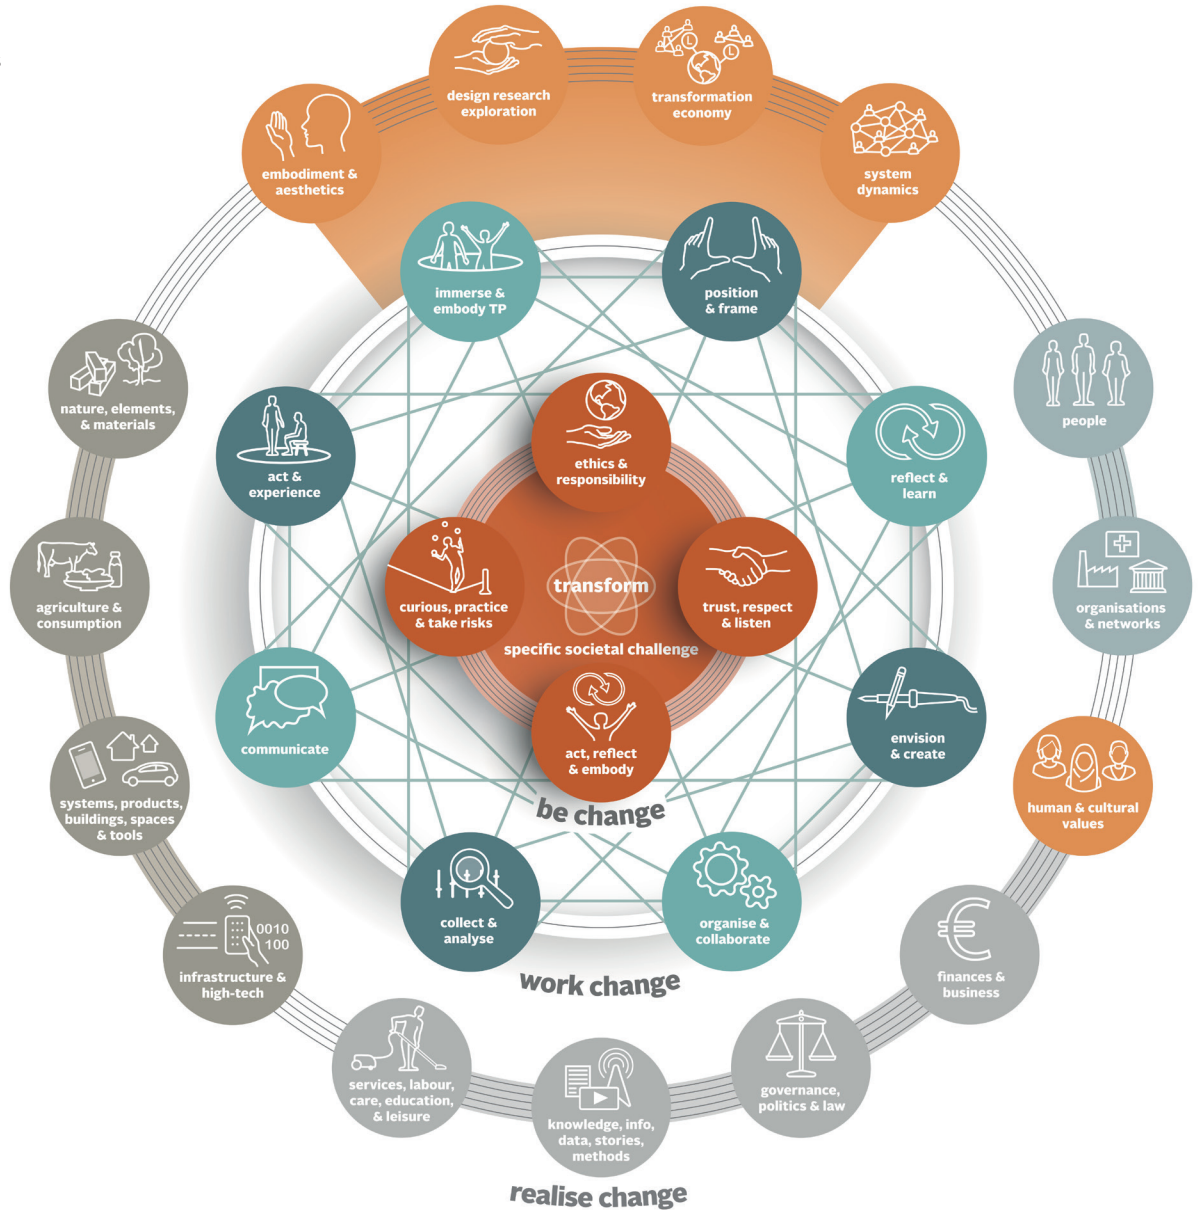 design research
exploration
transformation
economy
embodiment &
aesthetics
system
dynamics
immerse &
embody TP
position
& frame
nature, elements,
& materials
people
act &
experience
ethics &
responsibility
reflect &
learn
agriculture &
consumption
curious, practice
& take risks
transform
trust, respect
& listen
organisations
& networks
specific societal challenge
communicate
act, reflect
& embody
envision
& create
systems, products,
buildings, spaces
& tools
be change
human & cultural
values
collect &
analyse
organise &
collaborate
0010
100
infrastructure &
high-tech
work change
finances &
business
services, labour,
care, education,
& leisure
knowledge, info,
data, stories,
methods
governance,
politics & law
realise change
L
L